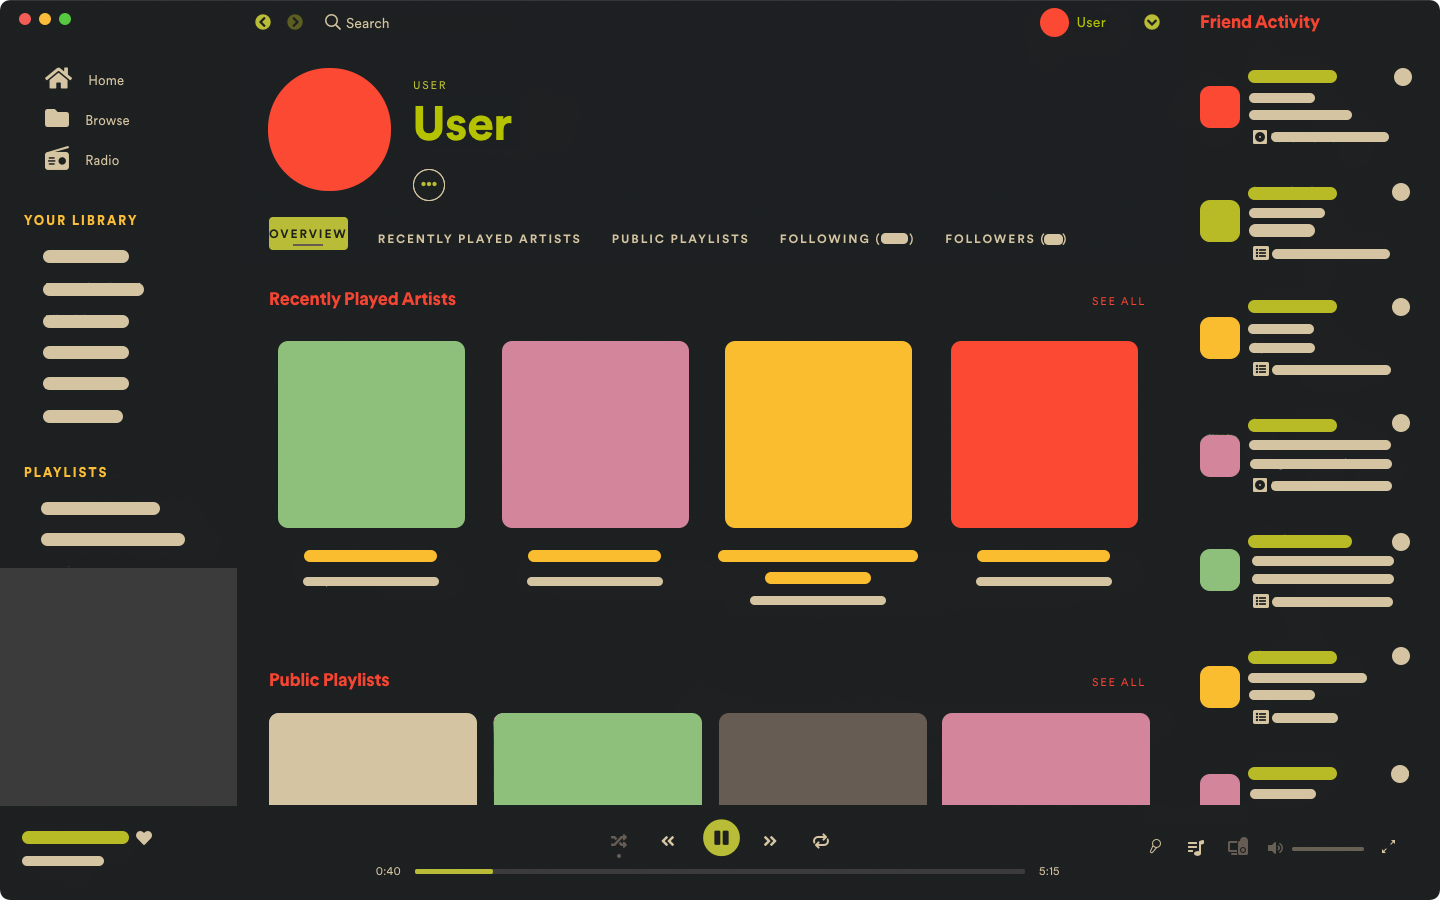 Search
User
Friend Activity
Home
Browse
Radio
YOUR LIBRARY
PLAYLISTS
USER
User
OVERVIEW
RECENTLY PLAYED ARTISTS
PUBLIC PLAYLISTS
FOLLOWING ( )
FOLLOWERS ( )
Recently Played Artists
SEE ALL
Public Playlists
SEE ALL
0:40
5:15